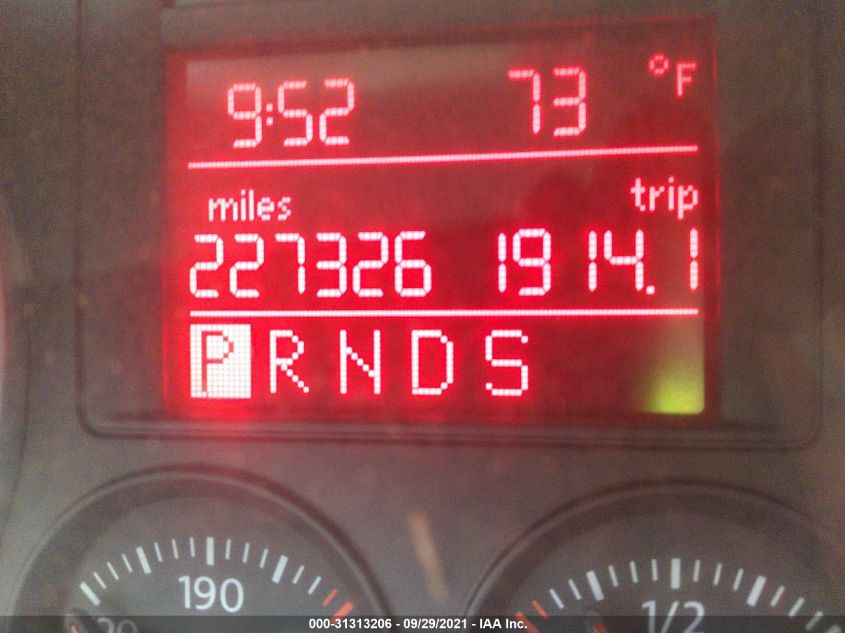 9:52 73 °F
miles trip
227326 1914.1
P R N D S
190 1/2
000-31313206 - 09/29/2021 - IAA, Inc.